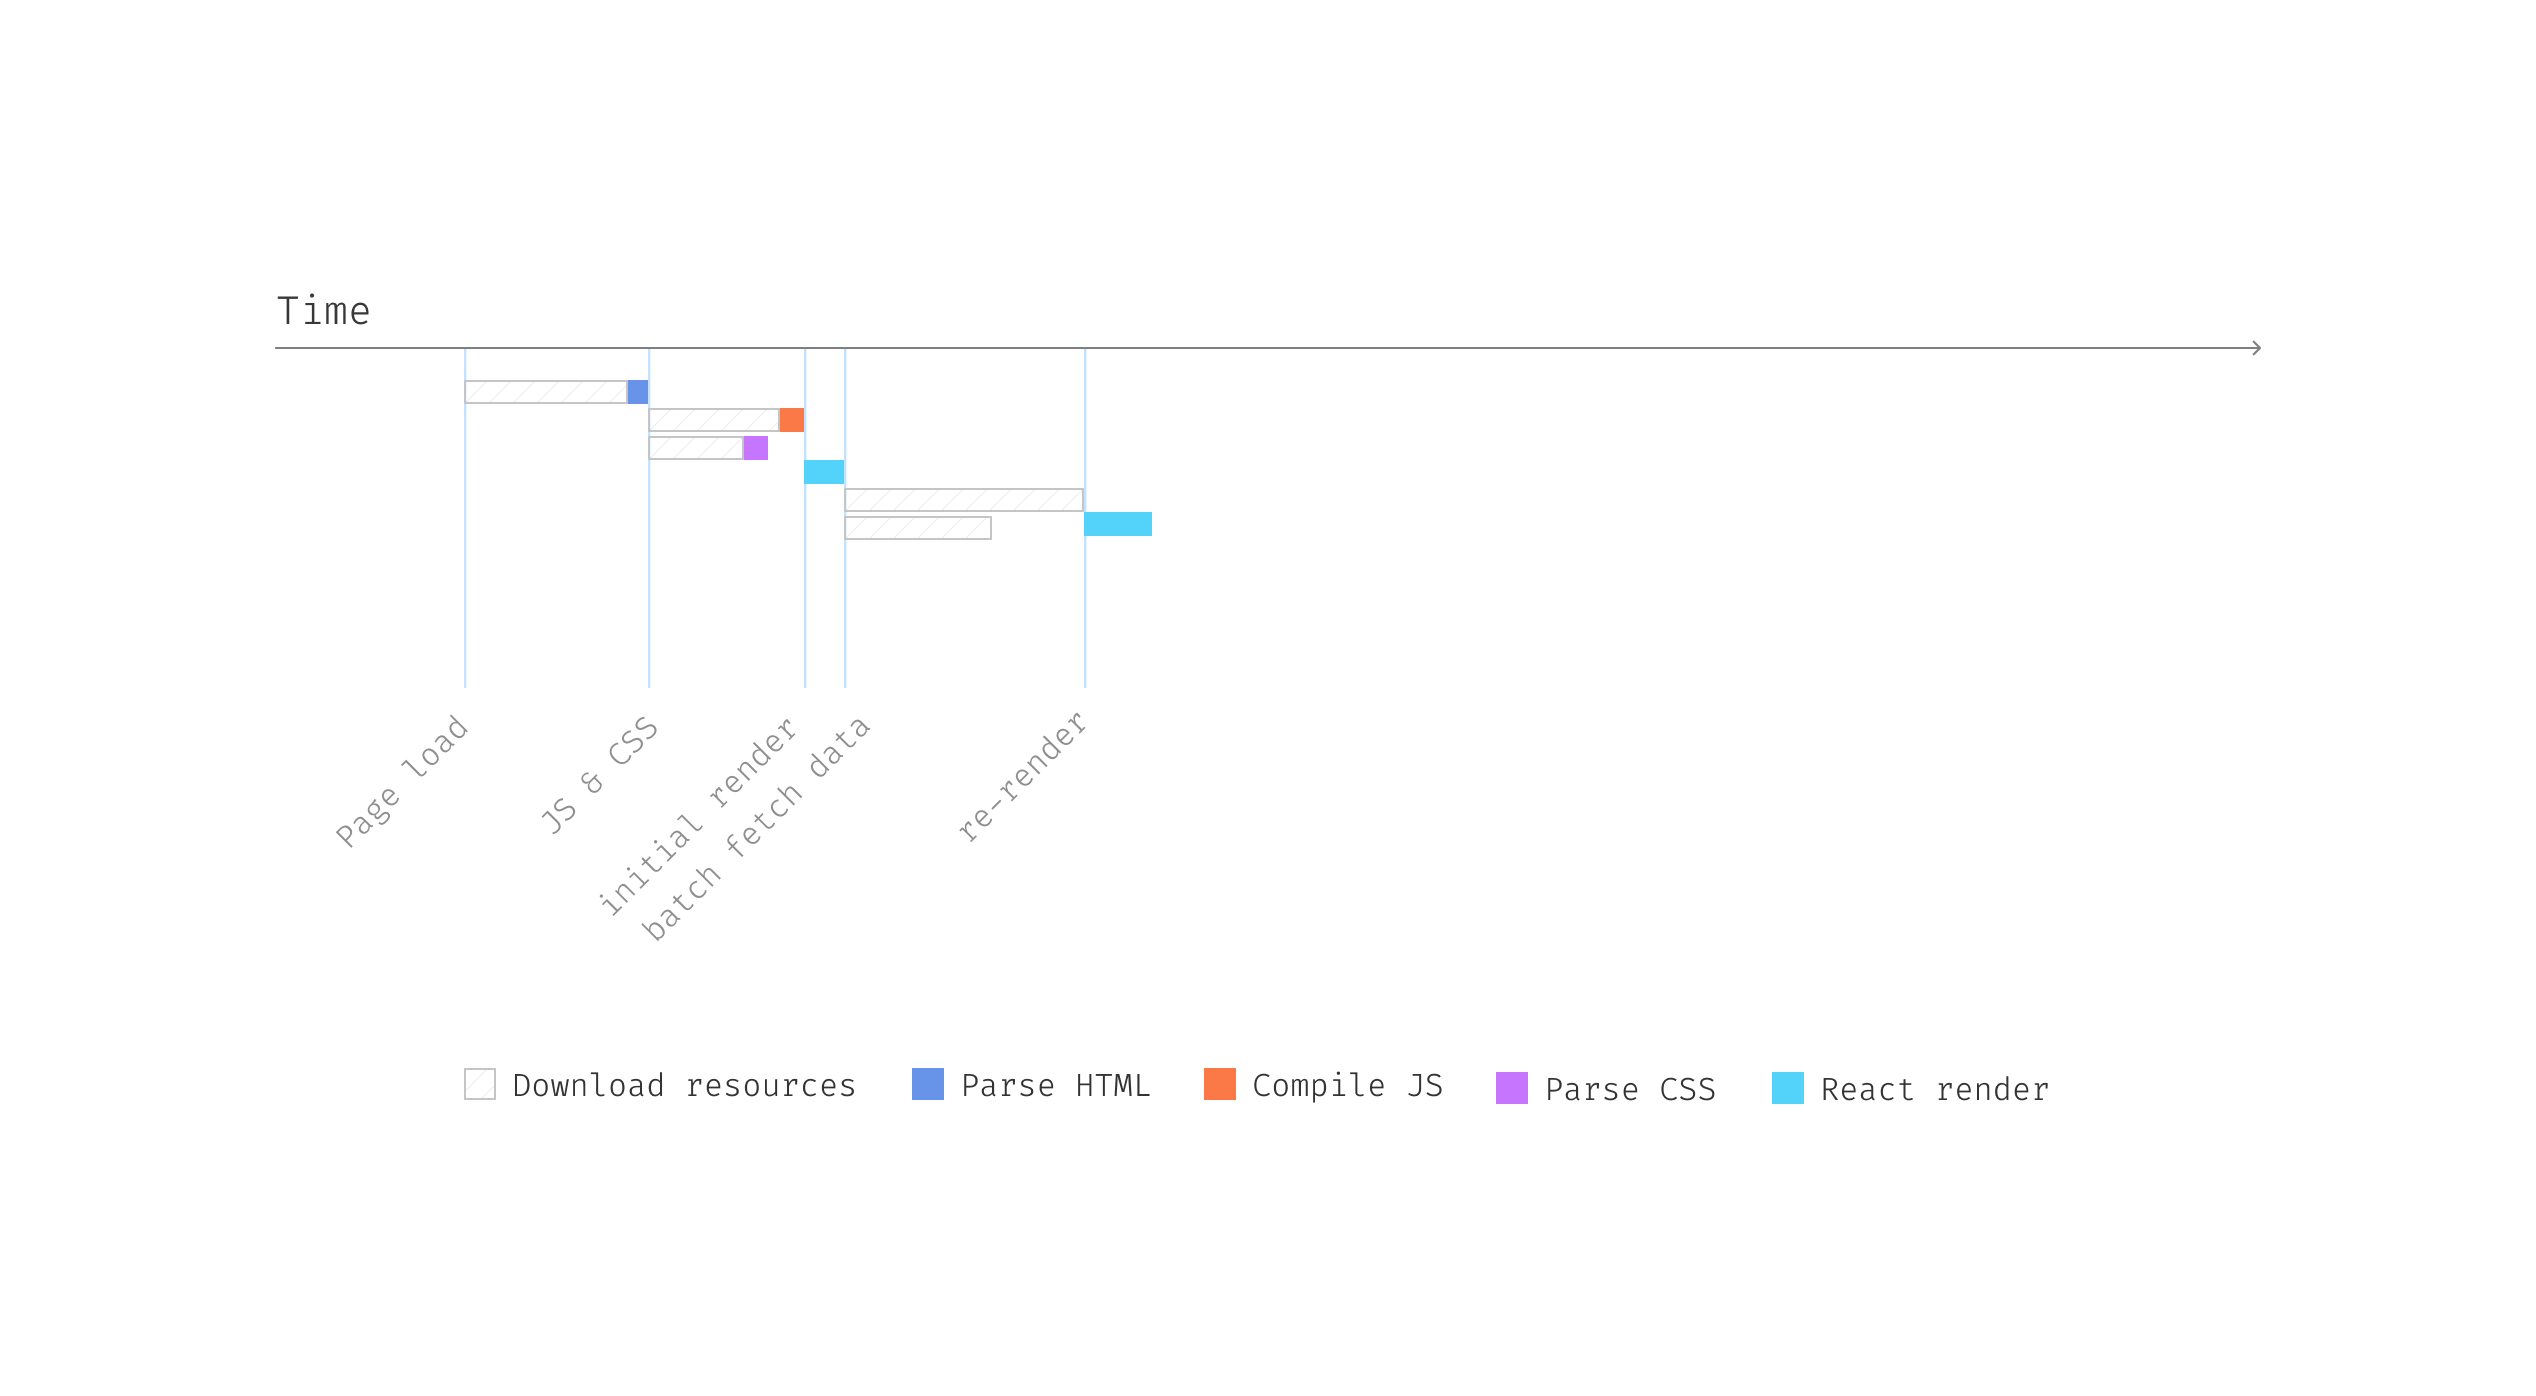 Time
Page load
JS & CSS
initial render
batch fetch data
re-render
Download resources
Parse HTML
Compile JS
Parse CSS
React render